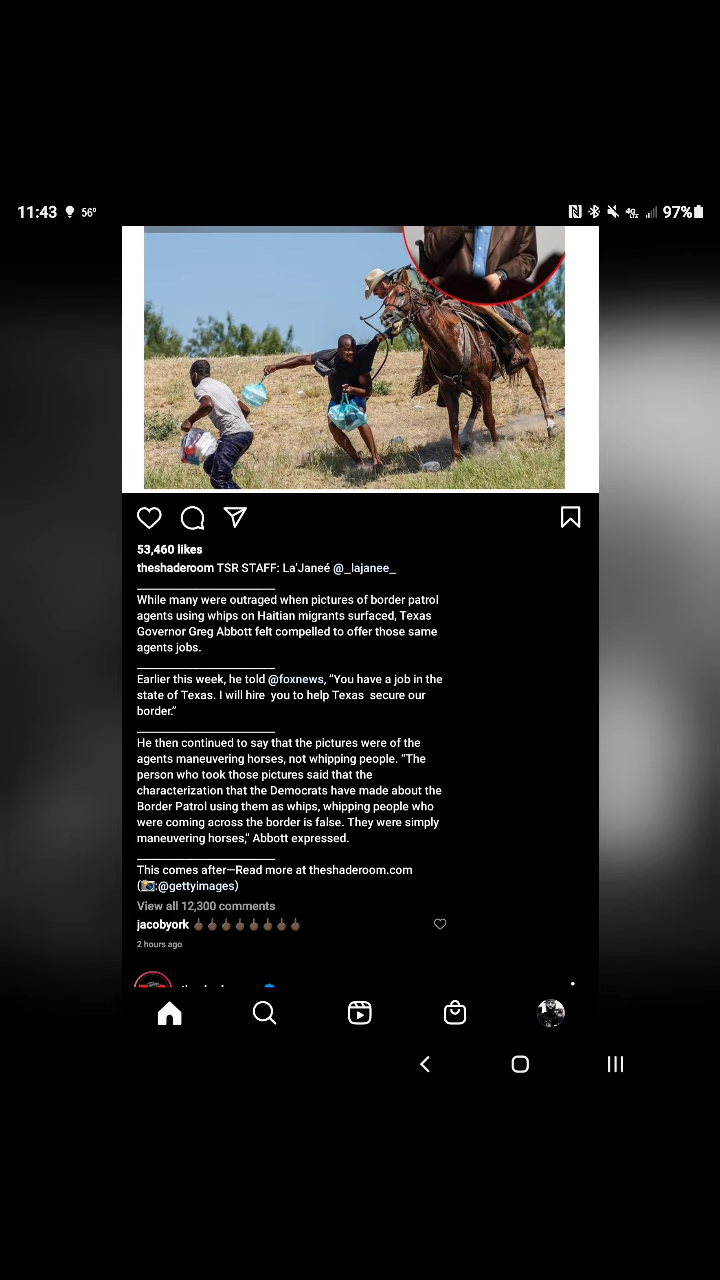 11:43 56° 97%
53,460 likes
theshaderoom TSR STAFF: La'Janeé @_lajanee_
While many were outraged when pictures of border patrol
agents using whips on Haitian migrants surfaced, Texas
Governor Greg Abbott felt compelled to offer those same
agents jobs.
Earlier this week, he told @foxnews, “You have a job in the
state of Texas. I will hire you to help Texas secure our
border.”
He then continued to say that the pictures were of the
agents maneuvering horses, not whipping people. “The
person who took those pictures said that the
characterization that the Democrats have made about the
Border Patrol using them as whips, whipping people who
were coming across the border is false. They were simply
maneuvering horses,” Abbott expressed.
This comes after—Read more at theshaderoom.com
(📸:@gettyimages)
View all 12,300 comments
jacobyork 🖕🏾🖕🏾🖕🏾🖕🏾🖕🏾🖕🏾🖕🏾🖕🏾
2 hours ago